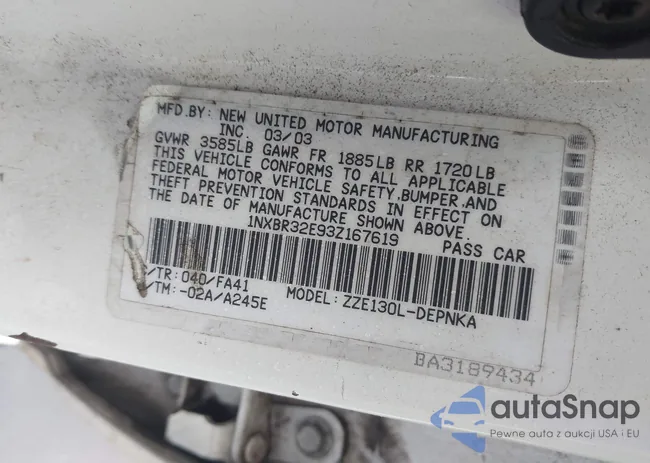 MFD.BY: NEW UNITED MOTOR MANUFACTURING
INC. 03/03
GVWR 3585LB GAWR FR 1885LB RR 1720LB
THIS VEHICLE CONFORMS TO ALL APPLICABLE
FEDERAL MOTOR VEHICLE SAFETY,BUMPER,AND
THEFT PREVENTION STANDARDS IN EFFECT ON
THE DATE OF MANUFACTURE SHOWN ABOVE.
1NXBR32E93Z167619 PASS CAR
/TR: 040/FA41
/TM: -02A/A245E MODEL: ZZE130L-DEPNKA
BA3189434
autoSnap
Pewne auta z aukcji USA i EU